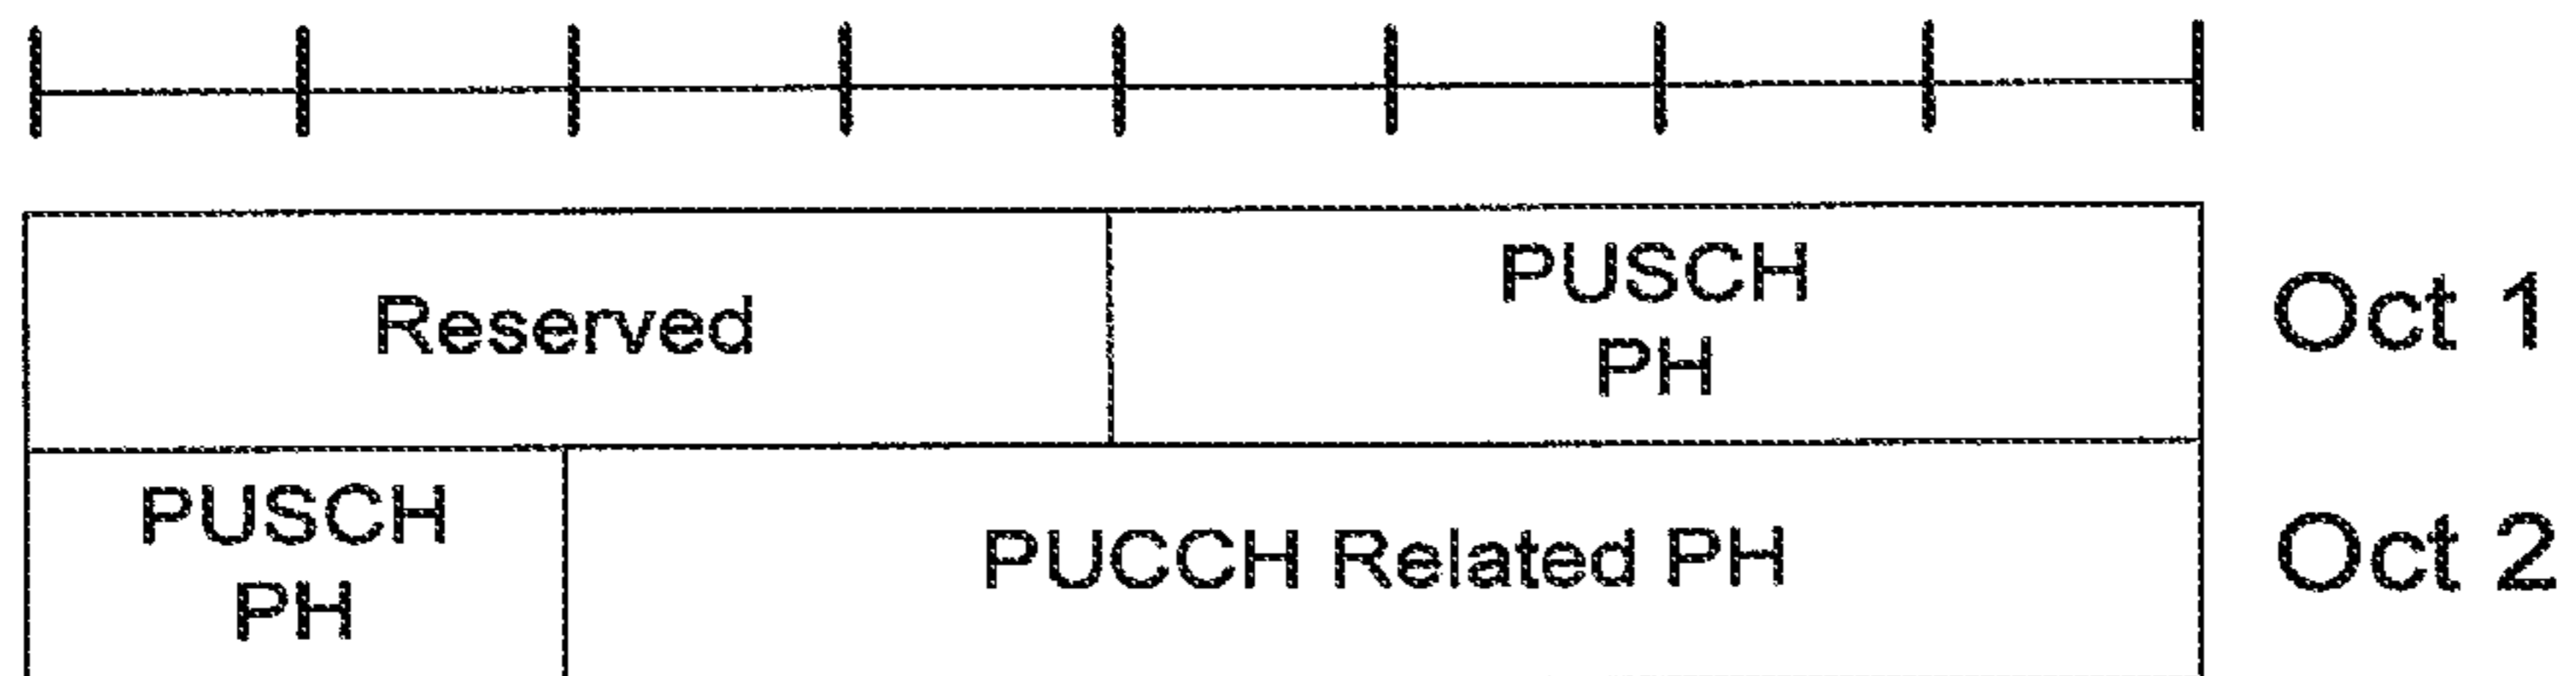 Reserved
PUSCH
PH
Oct 1
PUSCH
PH
PUCCH Related PH
Oct 2